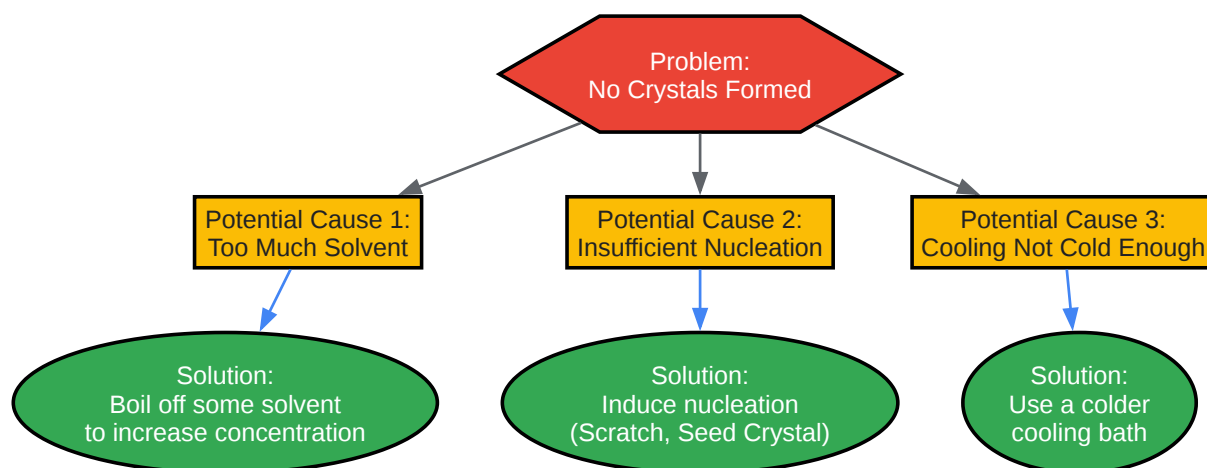 Problem:
No Crystals Formed
Potential Cause 1:
Too Much Solvent
Potential Cause 2:
Insufficient Nucleation
Potential Cause 3:
Cooling Not Cold Enough
Solution:
Boil off some solvent
to increase concentration
Solution:
Induce nucleation
(Scratch, Seed Crystal)
Solution:
Use a colder
cooling bath